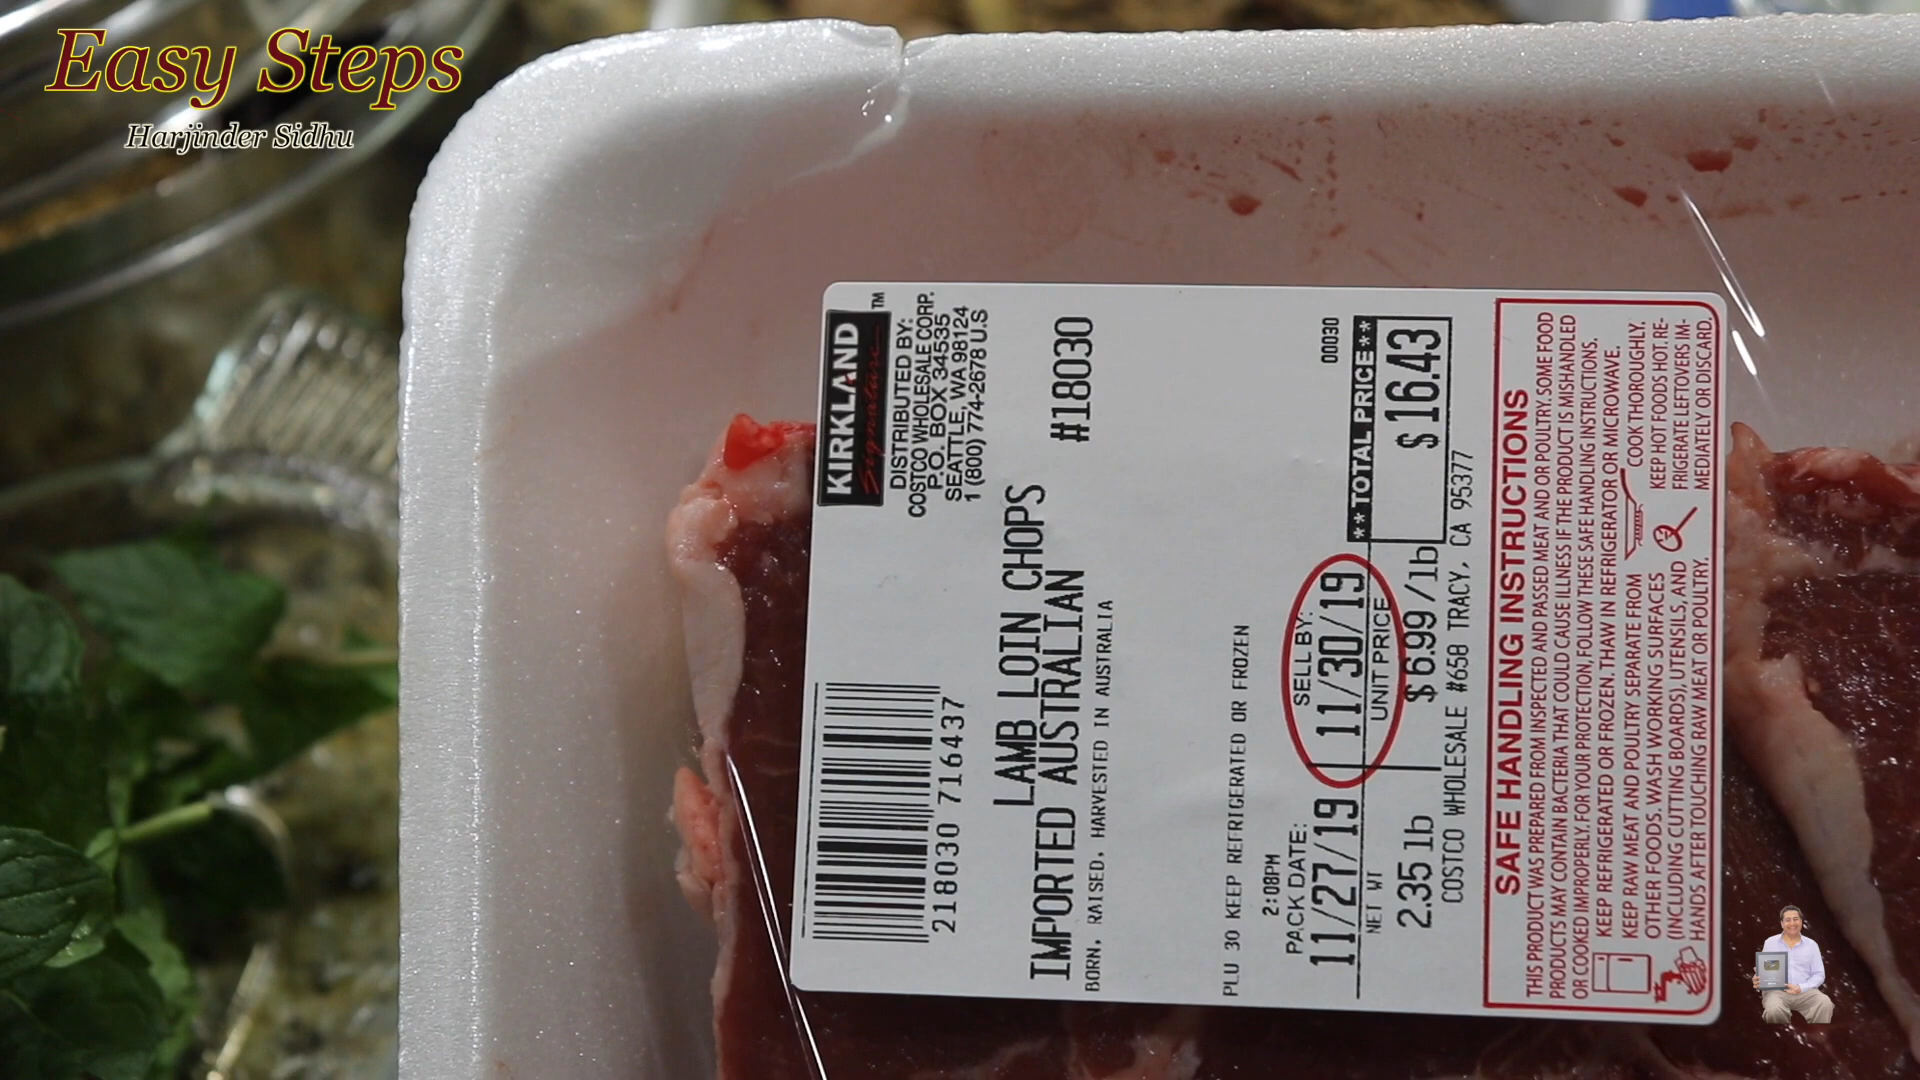 Easy Steps
Harjinder Sidhu
KIRKLAND
Signature
TM
DISTRIBUTED BY:
COSTCO WHOLESALE CORP.
P.O. BOX 34535
SEATTLE, WA 98124
1 (800) 774-2678 U.S
218030 716437
LAMB LOIN CHOPS
#18030
IMPORTED AUSTRALIAN
BORN, RAISED, HARVESTED IN AUSTRALIA
PLU 30 KEEP REFRIGERATED OR FROZEN
2:08PM
PACK DATE:
11/27/19
SELL BY:
11/30/19
00030
**TOTAL PRICE**
$16.43
NET WT
2.35 lb
UNIT PRICE
$6.99/lb
COSTCO WHOLESALE #658 TRACY, CA 95377
SAFE HANDLING INSTRUCTIONS
THIS PRODUCT WAS PREPARED FROM INSPECTED AND PASSED MEAT AND OR POULTRY. SOME FOOD
PRODUCTS MAY CONTAIN BACTERIA THAT COULD CAUSE ILLNESS IF THE PRODUCT IS MISHANDLED
OR COOKED IMPROPERLY. FOR YOUR PROTECTION, FOLLOW THESE SAFE HANDLING INSTRUCTIONS.
KEEP REFRIGERATED OR FROZEN. THAW IN REFRIGERATOR OR MICROWAVE.
KEEP RAW MEAT AND POULTRY SEPARATE FROM
OTHER FOODS. WASH WORKING SURFACES
(INCLUDING CUTTING BOARDS), UTENSILS, AND
HANDS AFTER TOUCHING RAW MEAT OR POULTRY.
COOK THOROUGHLY.
KEEP HOT FOODS HOT. RE-
FRIGERATE LEFTOVERS IM-
MEDIATELY OR DISCARD.